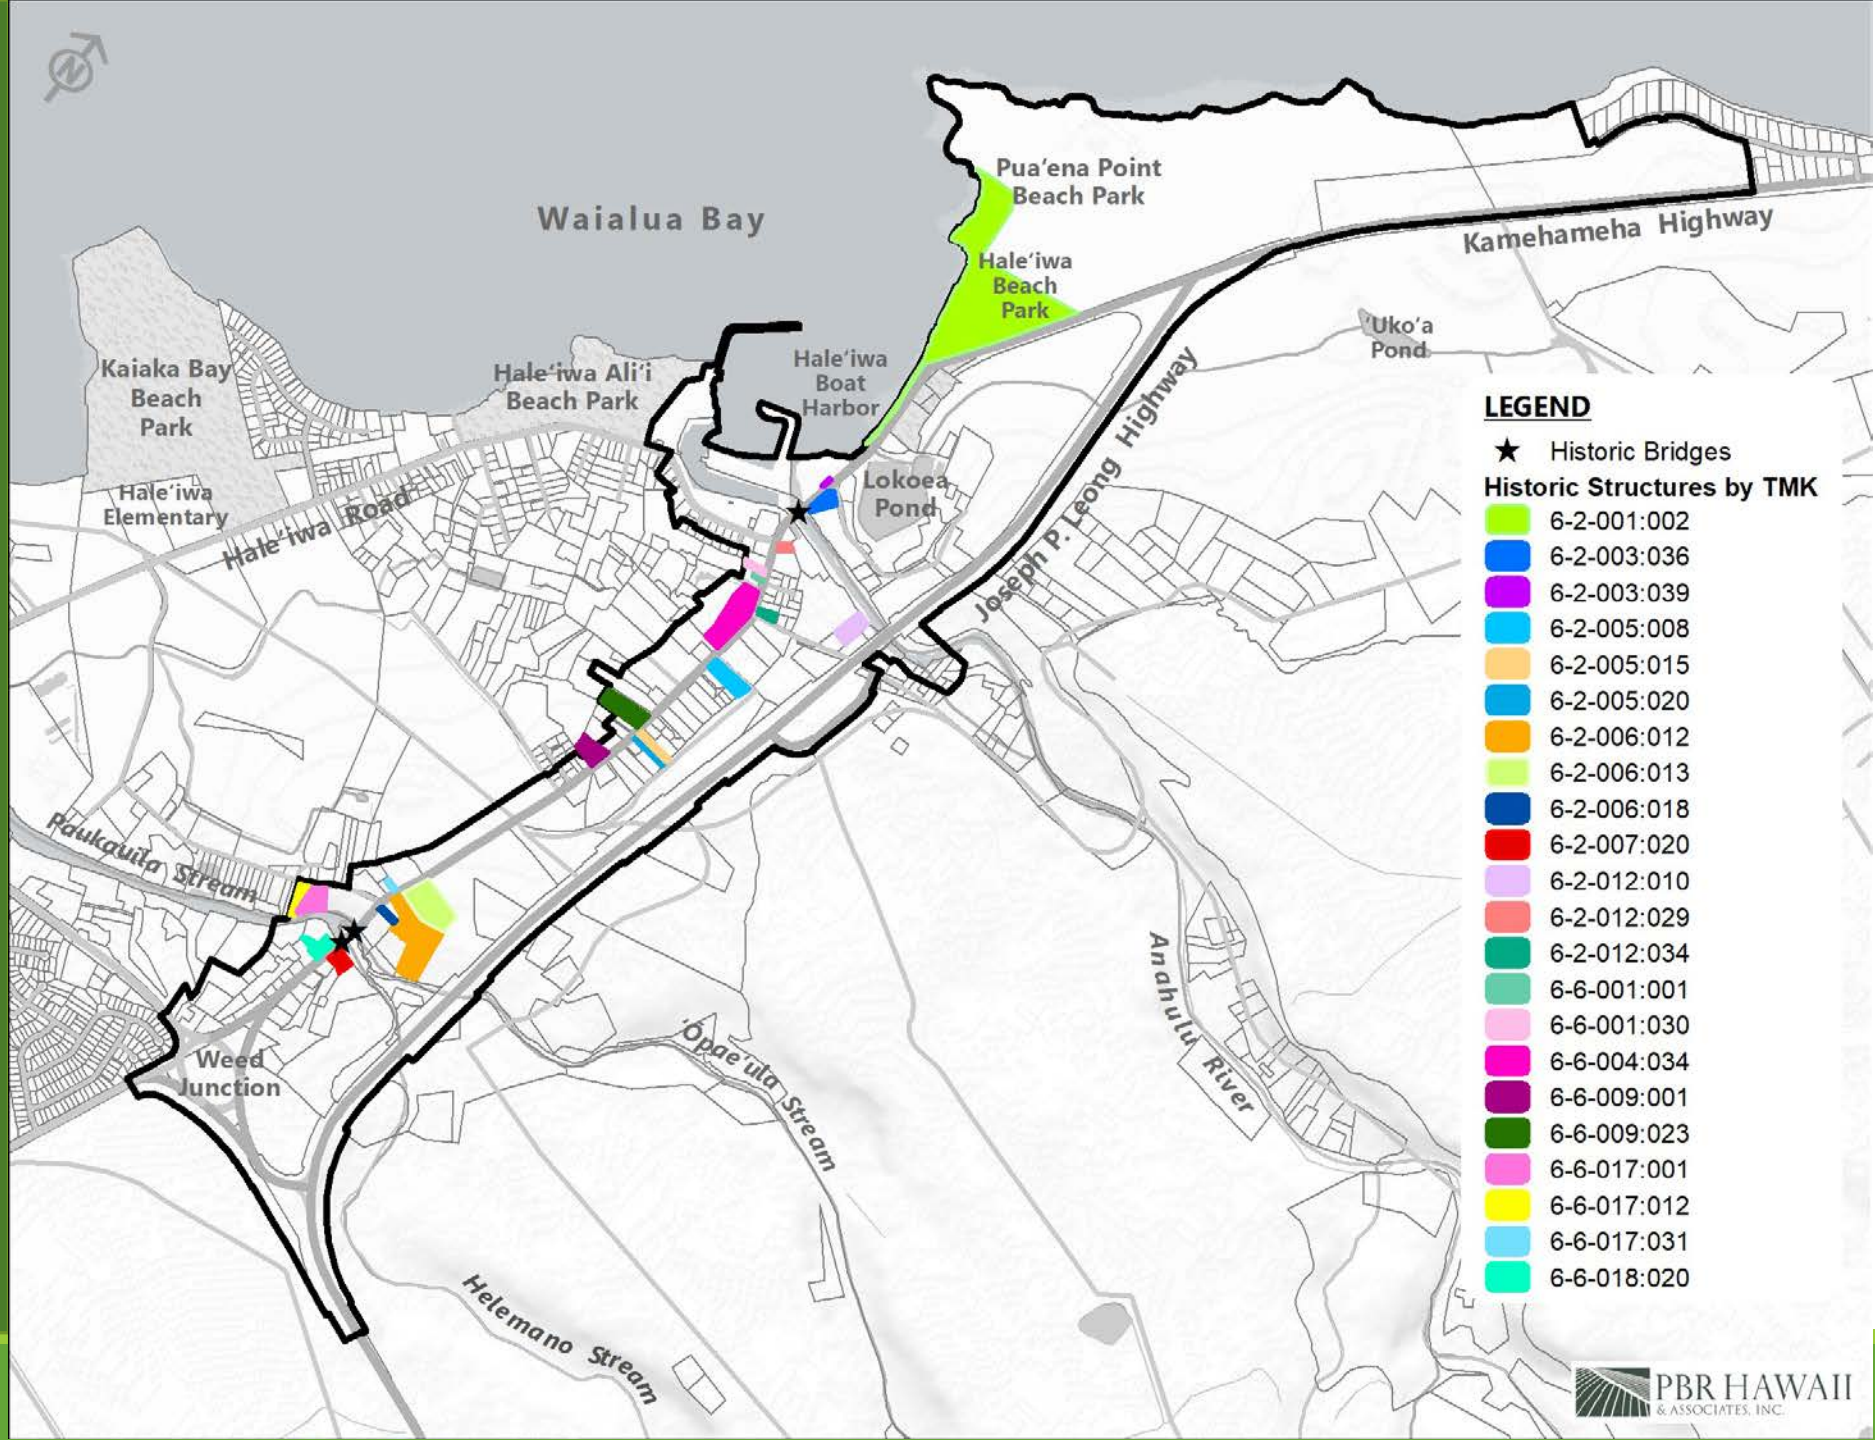 N
Pua‘ena Point
Beach Park
Waialua Bay
Kamehameha Highway
Hale‘iwa
Beach
Park
‘Uko‘a
Pond
Kaiaka Bay
Beach
Park
Hale‘iwa Ali‘i
Beach Park
Hale‘iwa
Boat
Harbor
Joseph P. Leong Highway
Hale‘iwa
Elementary
Hale‘iwa Road
Lokoea
Pond
Paukauila Stream
Weed
Junction
‘Ōpae‘ula Stream
Anahulu River
Helemano Stream
LEGEND
Historic Bridges
Historic Structures by TMK
6-2-001:002
6-2-003:036
6-2-003:039
6-2-005:008
6-2-005:015
6-2-005:020
6-2-006:012
6-2-006:013
6-2-006:018
6-2-007:020
6-2-012:010
6-2-012:029
6-2-012:034
6-6-001:001
6-6-001:030
6-6-004:034
6-6-009:001
6-6-009:023
6-6-017:001
6-6-017:012
6-6-017:031
6-6-018:020
PBR HAWAII
& ASSOCIATES, INC.